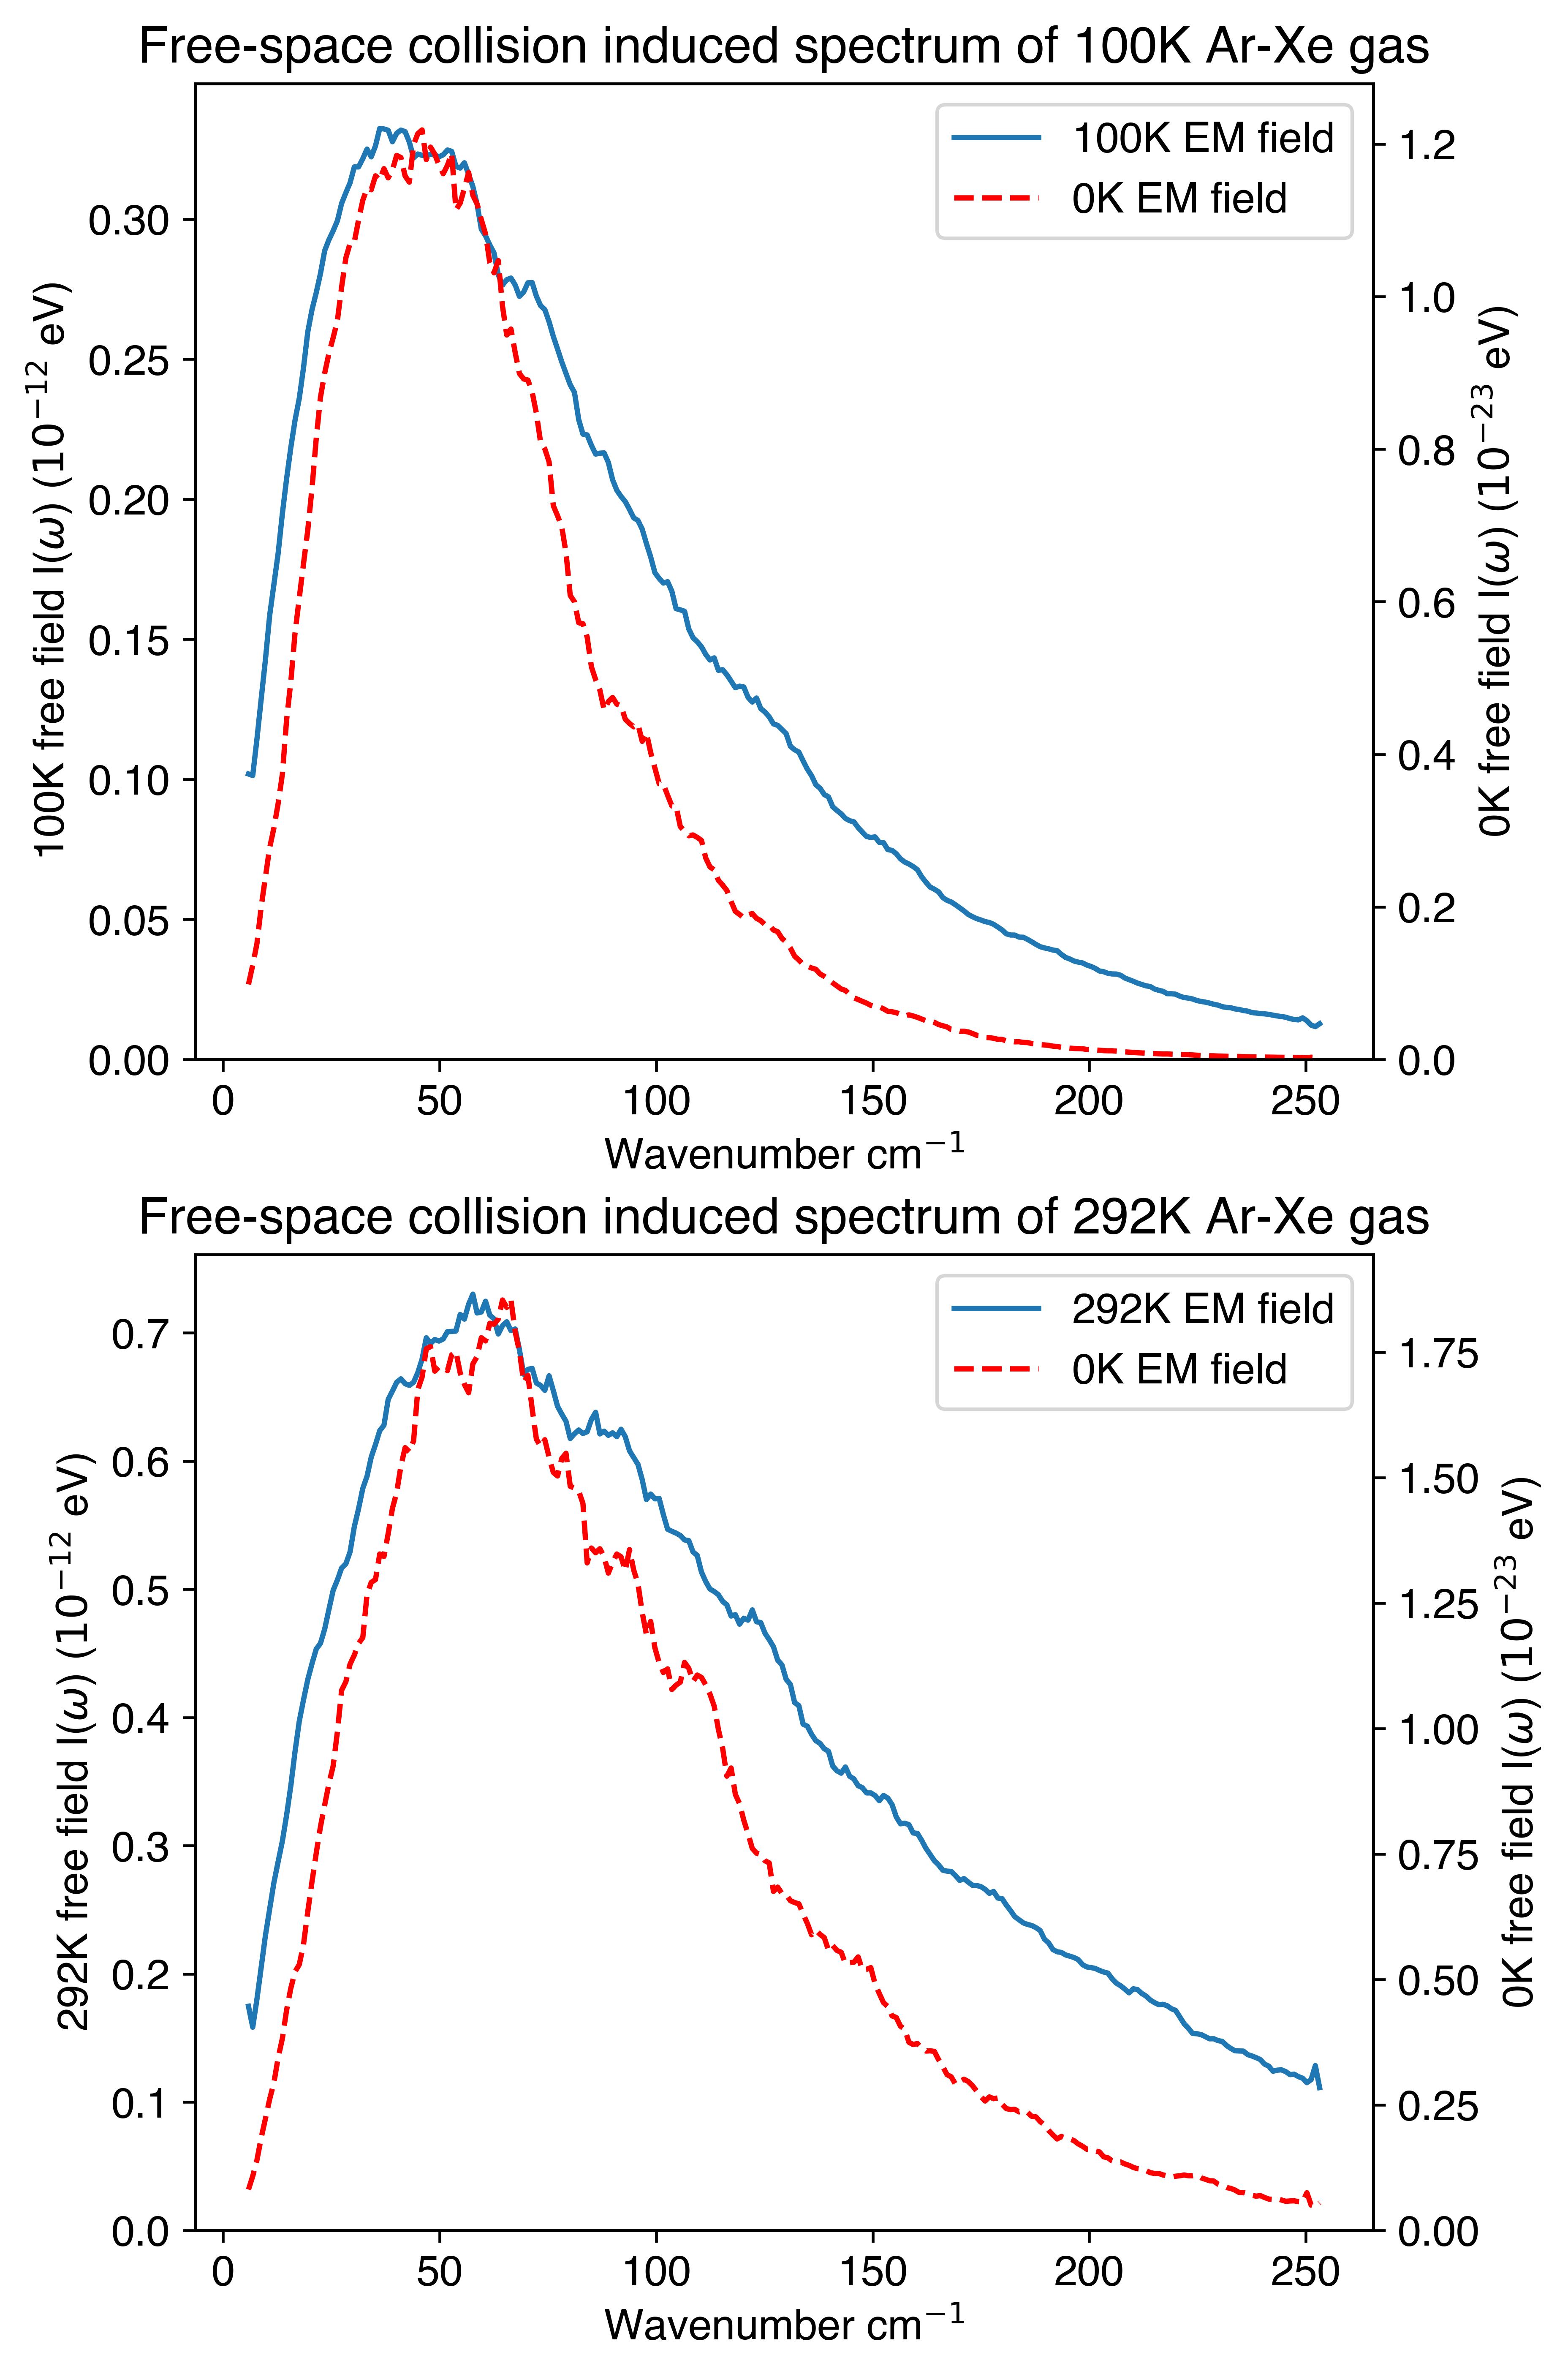 Free-space collision induced spectrum of 100K Ar-Xe gas
100K EM field
0K EM field
100K free field I(ω) (10⁻¹² eV)
0.30
0.25
0.20
0.15
0.10
0.05
0.00
1.2
1.0
0.8
0.6
0.4
0.2
0.0
0K free field I(ω) (10⁻²³ eV)
0 50 100 150 200 250
Wavenumber cm⁻¹
Free-space collision induced spectrum of 292K Ar-Xe gas
292K EM field
0K EM field
292K free field I(ω) (10⁻¹² eV)
0.7
0.6
0.5
0.4
0.3
0.2
0.1
0.0
1.75
1.50
1.25
1.00
0.75
0.50
0.25
0.00
0K free field I(ω) (10⁻²³ eV)
0 50 100 150 200 250
Wavenumber cm⁻¹